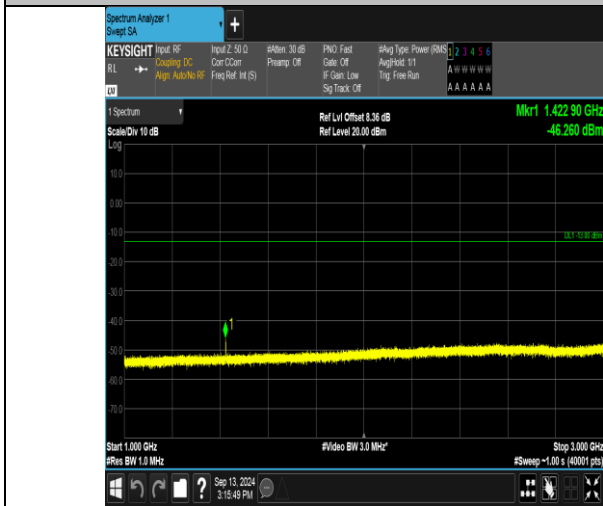 Spectrum Analyzer 1
Swept SA
+
KEYSIGHT Input: RF Input Z: 50 Ω #Atten: 30 dB PNO: Fast #Avg Type: Power (RMS 1 2 3 4 5 6
RL Coupling: DC Corr CCorr Preamp: Off Gate: Off Avg|Hold: 1/1 A W W W W W
Align: Auto/No RF Freq Ref: Int (S) IF Gain: Low Trig: Free Run
Sig Track: Off A A A A A A
1 Spectrum Ref Lvl Offset 8.36 dB Mkr1 1.422 90 GHz
Scale/Div 10 dB Ref Level 20.00 dBm -46.260 dBm
Log
10.0
0.00
-10.0
DL1 -13.00 dBm
-20.0
-30.0
-40.0
1
-50.0
-60.0
-70.0
Start 1.000 GHz #Video BW 3.0 MHz* Stop 3.000 GHz
#Res BW 1.0 MHz #Sweep ~1.00 s (40001 pts)
? Sep 13, 2024
3:15:49 PM